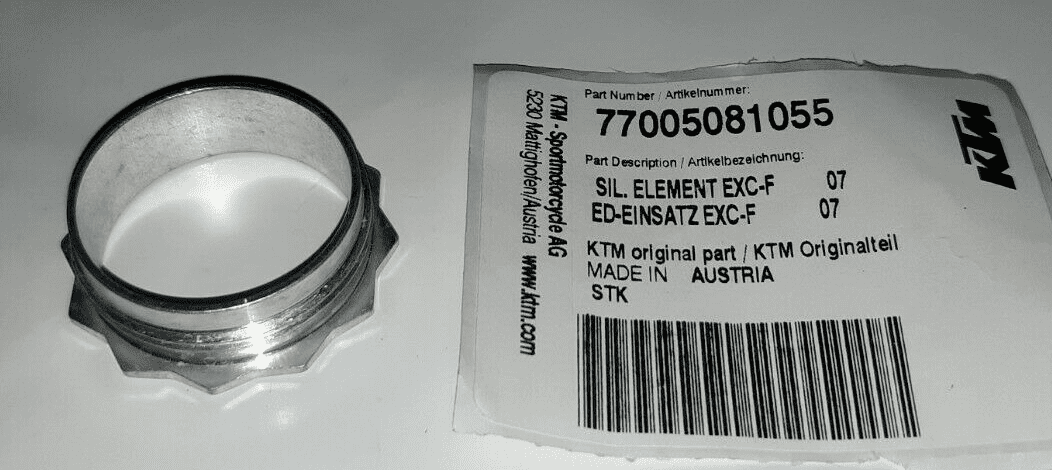 Part Number / Artikelnummer:
77005081055
Part Description / Artikelbezeichnung:
SIL. ELEMENT EXC-F 07
ED-EINSATZ EXC-F 07
KTM original part / KTM Originalteil
MADE IN AUSTRIA
STK
KTM - Sportmotorcycle AG
5230 Mattighofen/Austria www.ktm.com
KTM